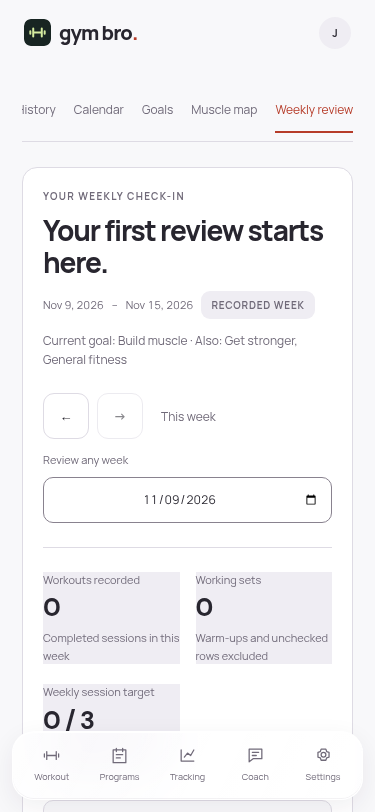 gym bro.
J
History Calendar Goals Muscle map Weekly review
YOUR WEEKLY CHECK-IN
Your first review starts
here.
Nov 9, 2026 – Nov 15, 2026 RECORDED WEEK
Current goal: Build muscle · Also: Get stronger,
General fitness
← → This week
Review any week
11/09/2026
Workouts recorded
0
Completed sessions in this
week
Working sets
0
Warm-ups and unchecked
rows excluded
Weekly session target
0 / 3
Workout Programs Tracking Coach Settings